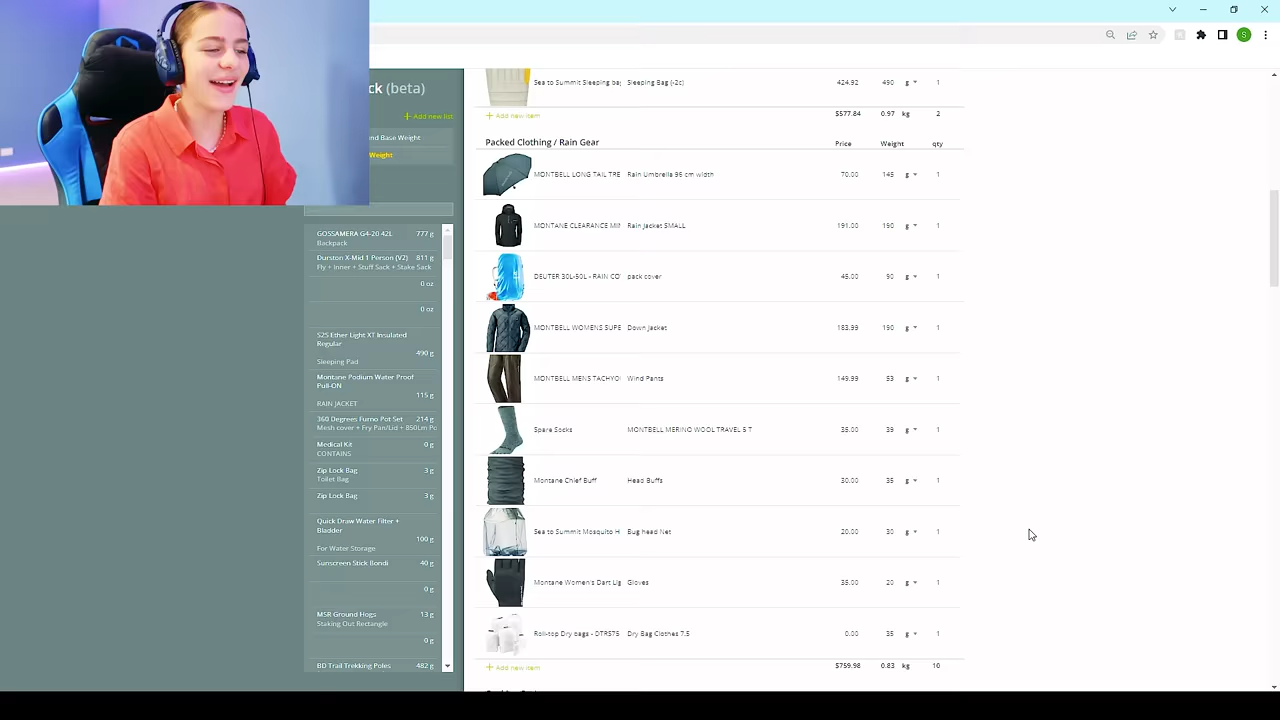 ck (beta)
Add new list
nd Base Weight
Weight
GOSSAMERA G4-20 42L 777 g
Backpack
Durston X-Mid 1 Person (V2) 811 g
Fly + Inner + Stuff Sack + Stake Sack
0 oz
0 oz
S2S Ether Light XT Insulated
Regular
490 g
Sleeping Pad
Montane Podium Water Proof
Pull-ON
115 g
RAIN JACKET
360 Degrees Furno Pot Set 214 g
Mesh cover + Fry Pan/Lid + 850Lm Po
Medical Kit 0 g
CONTAINS
Zip Lock Bag 3 g
Toilet Bag
Zip Lock Bag 3 g
Quick Draw Water Filter +
Bladder
100 g
For Water Storage
Sunscreen Stick Bondi 40 g
0 g
MSR Ground Hogs 13 g
Staking Out Rectangle
0 g
BD Trail Trekking Poles 482 g
S
Sea to Summit Sleeping ba Sleeping Bag (-2c) 424.92 490 g 1
Add new item $577.84 0.97 kg 2
Packed Clothing / Rain Gear Price Weight qty
MONTBELL LONG TAIL TRE Rain Umbrella 98 cm width 70.00 145 g 1
MONTANE CLEARANCE MI Rain Jacket SMALL 191.00 190 g 1
DEUTER 30L-50L - RAIN CO pack cover 45.00 90 g 1
MONTBELL WOMENS SUPE Down Jacket 183.99 190 g 1
MONTBELL MENS TACHYO Wind Pants 149.99 53 g 1
Spare Socks MONTBELL MERINO WOOL TRAVEL 5 T 39 g 1
Montane Chief Buff Head Buffs 30.00 35 g 1
Sea to Summit Mosquito H Bug head Net 20.00 30 g 1
Montane Women's Dart Lig Gloves 35.00 20 g 1
Roll-top Dry bags - DTRS75 Dry Bag Clothes 7.5 0.00 35 g 1
Add new item 0.83 kg 10